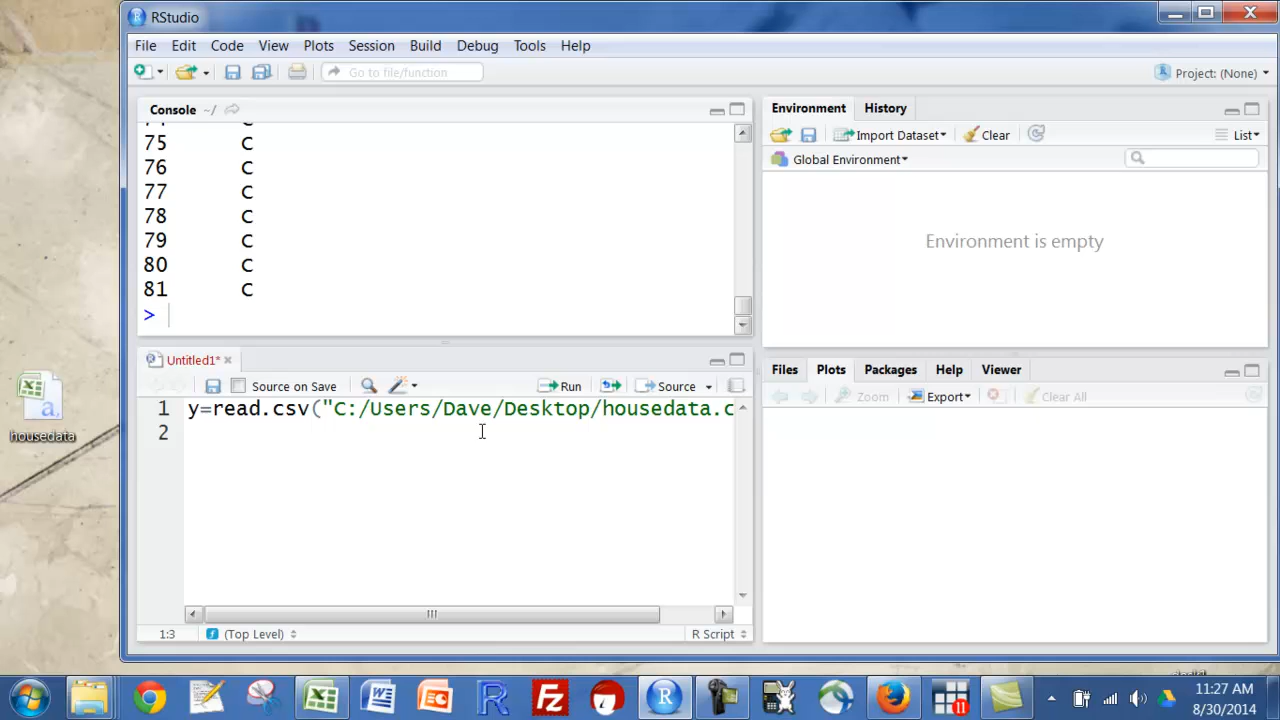 RStudio
File Edit Code View Plots Session Build Debug Tools Help
Go to file/function
Project: (None)
Console ~/
75 C
76 C
77 C
78 C
79 C
80 C
81 C
>
Environment History
Import Dataset Clear List
Global Environment
Environment is empty
Untitled1*
Source on Save Run Source
1 y=read.csv("C:/Users/Dave/Desktop/housedata.c
2
1:3 (Top Level) R Script
Files Plots Packages Help Viewer
Zoom Export Clear All
a,
housedata
11
11:27 AM
8/30/2014